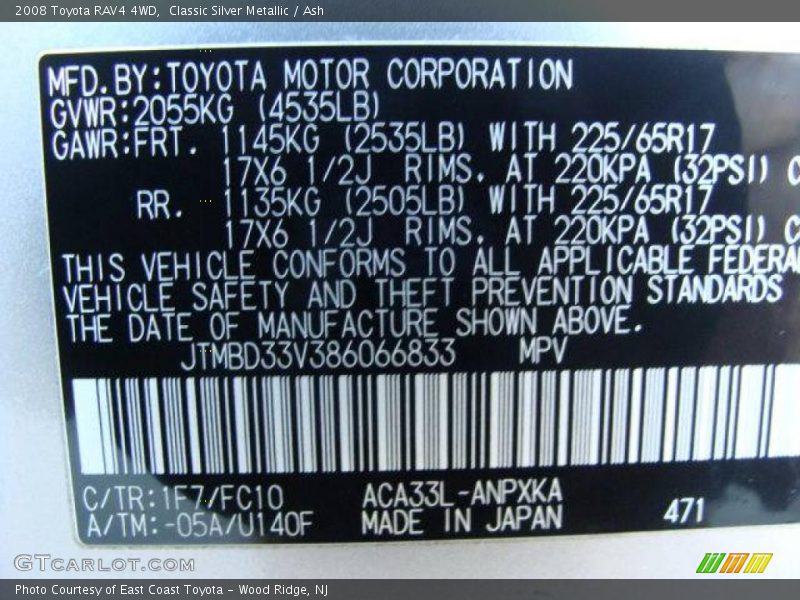 2008 Toyota RAV4 4WD,  Classic Silver Metallic / Ash
MFD.BY:TOYOTA MOTOR CORPORATION
GVWR:2055KG (4535LB)
GAWR:FRT. 1145KG (2535LB) WITH 225/65R17
17X6 1/2J RIMS. AT 220KPA (32PSI) C
RR. 1135KG (2505LB) WITH 225/65R17
17X6 1/2J RIMS. AT 220KPA (32PSI) C
THIS VEHICLE CONFORMS TO ALL APPLICABLE FEDERA
VEHICLE SAFETY AND THEFT PREVENTION STANDARDS
THE DATE OF MANUFACTURE SHOWN ABOVE.
JTMBD33V386066833 MPV
C/TR:1F7/FC10 ACA33L-ANPXKA
A/TM:-05A/U140F MADE IN JAPAN 471
GTcarlot.com
Photo Courtesy of East Coast Toyota - Wood Ridge, NJ